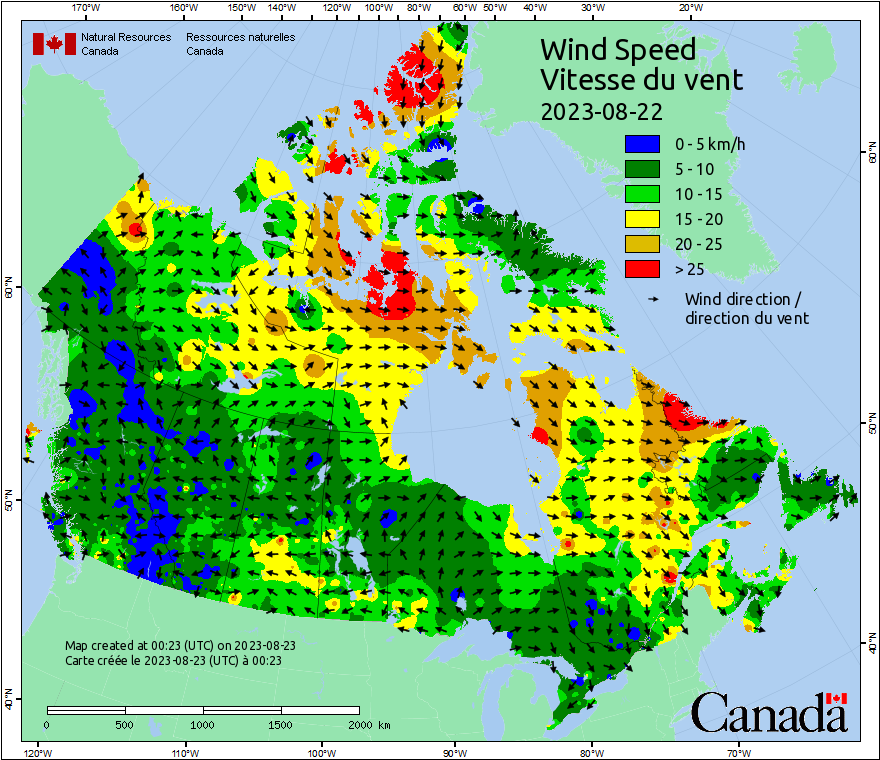 170°W 160°W 150°W 140°W 120°W 100°W 80°W 60°W 50°W 40°W 30°W 20°W
Natural Resources Ressources naturelles
Canada Canada
Wind Speed
Vitesse du vent
2023-08-22
0 - 5 km/h
5 - 10
10 - 15
15 - 20
20 - 25
> 25
Wind direction /
direction du vent
60°N
60°N
50°N
50°N
40°N
40°N
Map created at 00:23 (UTC) on 2023-08-23
Carte créée le 2023-08-23 (UTC) à 00:23
0 500 1000 1500 2000 km
Canada
120°W 110°W 100°W 90°W 80°W 70°W